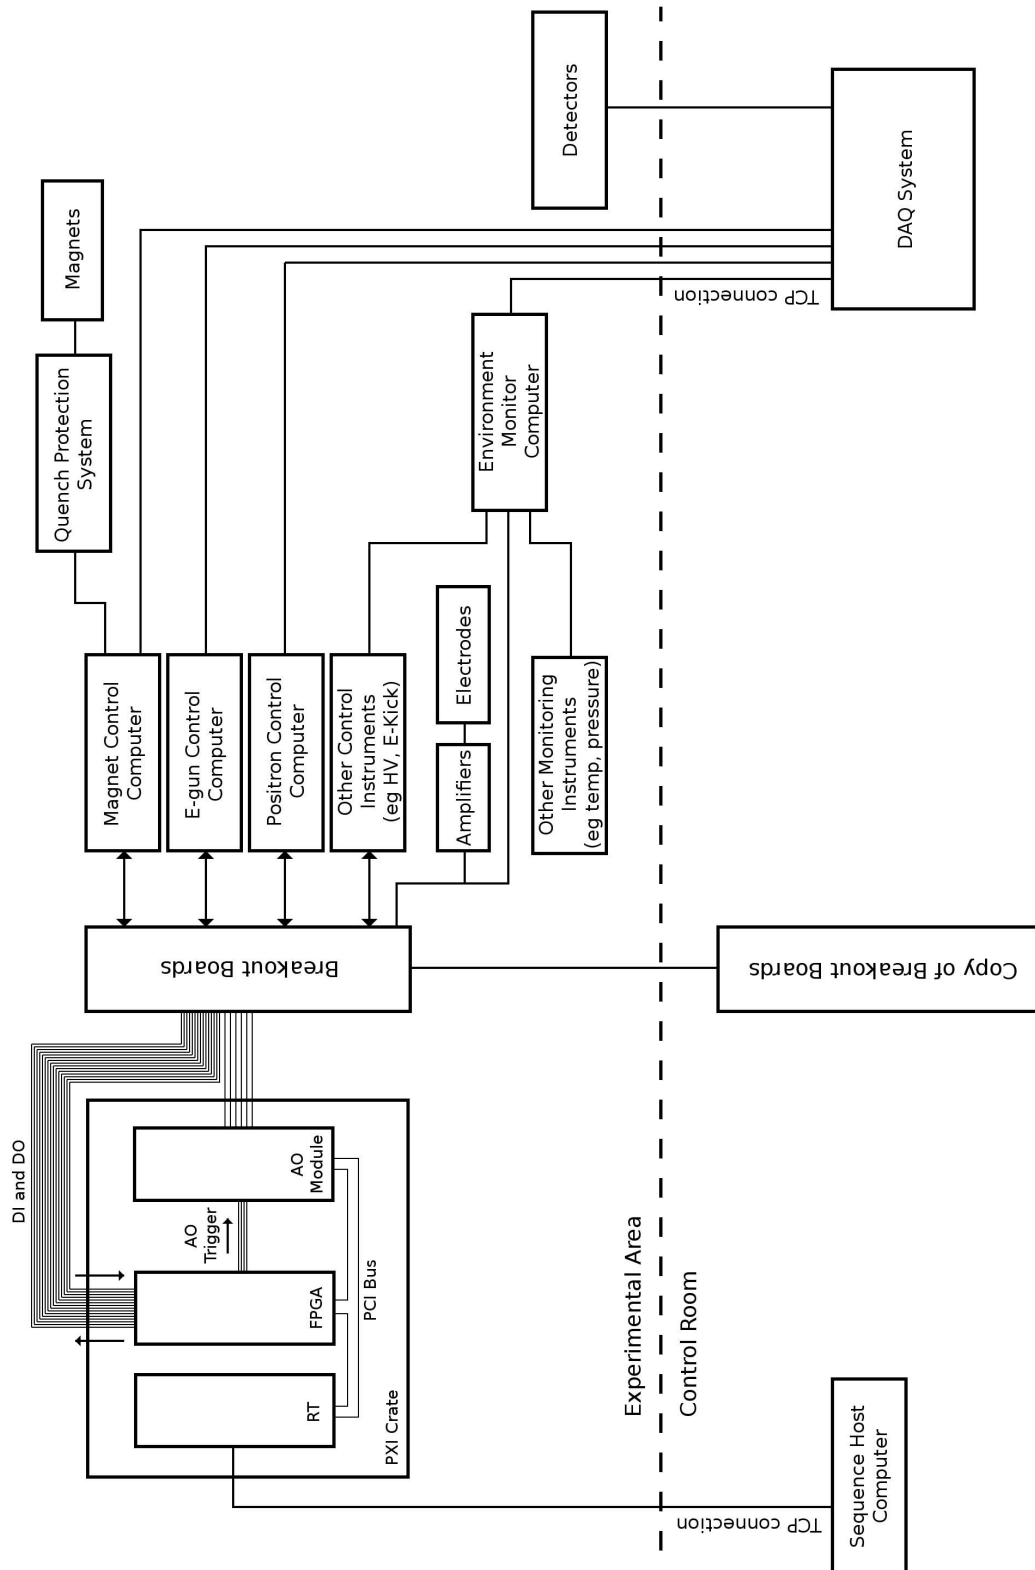 Magnets
Quench Protection
System
Detectors
DAQ System
TCP connection
Environment
Monitor
Computer
Magnet Control
Computer
E-gun Control
Computer
Positron Control
Computer
Other Control
Instruments
(eg HV, E-Kick)
Electrodes
Amplifiers
Other Monitoring
Instruments
(eg temp, pressure)
Breakout Boards
Copy of Breakout Boards
DI and DO
AO
Module
AO
Trigger
FPGA
PCI Bus
RT
PXI Crate
Experimental Area
Control Room
TCP connection
Sequence Host
Computer